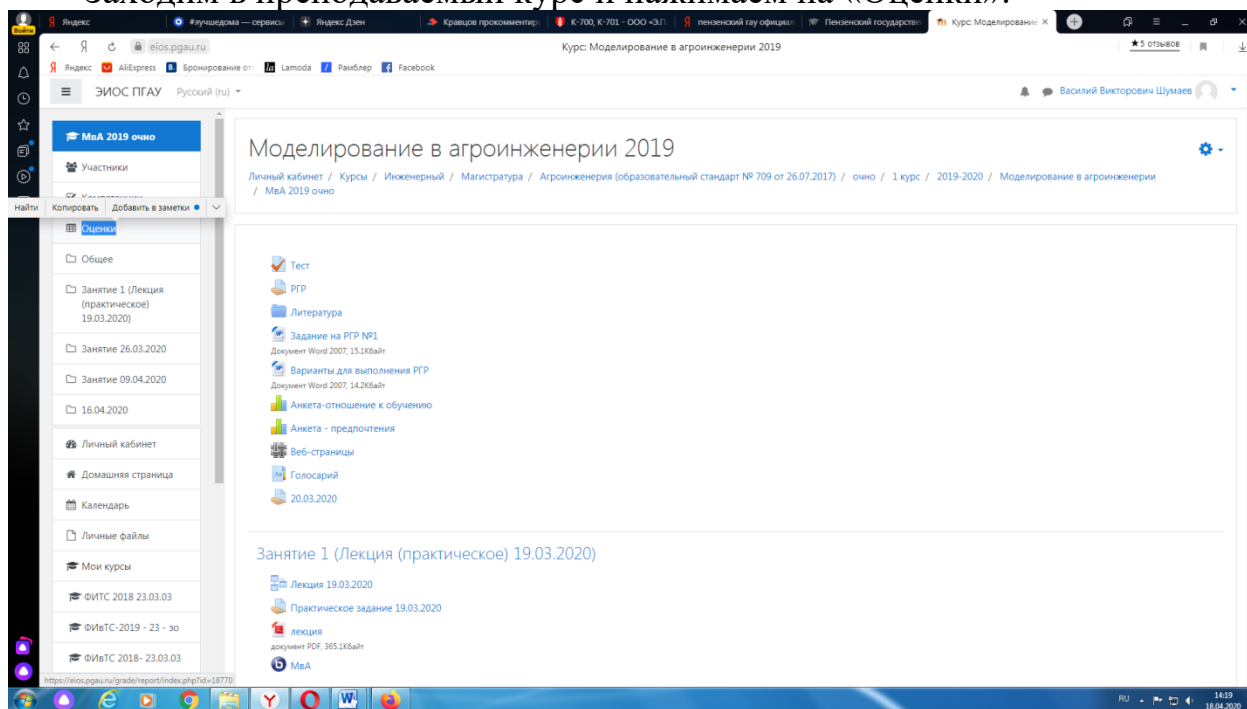 Заходим в преподаваемый курс и нажимаем на «Оценки».
Войти
Яндекс
#лучшедома — сервисы
Яндекс.Дзен
Кравцов прокомментир
К-700, К-701 - ООО «З.П.
пензенский гау официал
Пензенский государстве
Курс: Моделирование
eios.pgau.ru
Курс: Моделирование в агроинженерии 2019
★5 отзывов
Яндекс
AliExpress
Бронирование от
Lamoda
Рамблер
Facebook
ЭИОС ПГАУ Русский (ru)
Василий Викторович Шумаев
МвА 2019 очно
Участники
Найти Копировать Добавить в заметки
Оценки
Общее
Занятие 1 (Лекция
(практическое)
19.03.2020)
Занятие 26.03.2020
Занятие 09.04.2020
16.04.2020
Личный кабинет
Домашняя страница
Календарь
Личные файлы
Мои курсы
ФИТС 2018 23.03.03
ФИвТС-2019 - 23 - зо
ФИвТС 2018- 23.03.03
https://eios.pgau.ru/grade/report/index.php?id=18770
Моделирование в агроинженерии 2019
Личный кабинет / Курсы / Инженерный / Магистратура / Агроинженерия (образовательный стандарт № 709 от 26.07.2017) / очно / 1 курс / 2019-2020 / Моделирование в агроинженерии
/ МвА 2019 очно
Тест
РГР
Литература
Задание на РГР №1
Документ Word 2007, 15.1Кбайт
Варианты для выполнения РГР
Документ Word 2007, 14.2Кбайт
Анкета-отношение к обучению
Анкета - предпочтения
Веб-страницы
Голосарий
20.03.2020
Занятие 1 (Лекция (практическое) 19.03.2020)
Лекция 19.03.2020
Практическое задание 19.03.2020
лекция
документ PDF, 365.1Кбайт
МвА
RU
14:19
18.04.2020